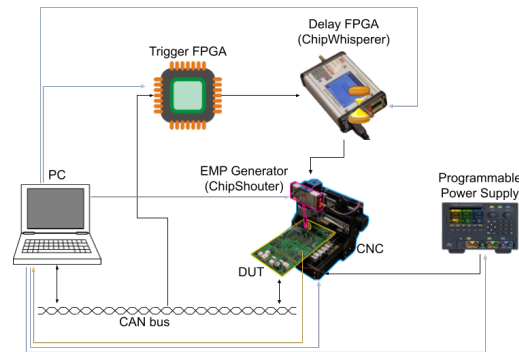 Delay FPGA
(ChipWhisperer)
Trigger FPGA
PC
EMP Generator
(ChipShouter)
Programmable
Power Supply
CNC
DUT
CAN bus